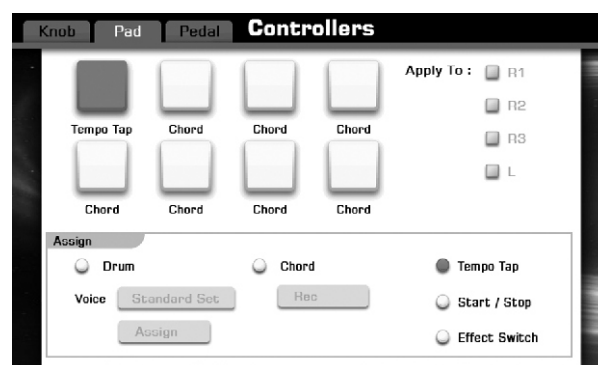 Knob Pad Pedal Controllers
Apply To : R1
R2
R3
L
Tempo Tap Chord Chord Chord
Chord Chord Chord Chord
Assign
Drum Chord Tempo Tap
Voice Standard Set Rec Start / Stop
Assign Effect Switch